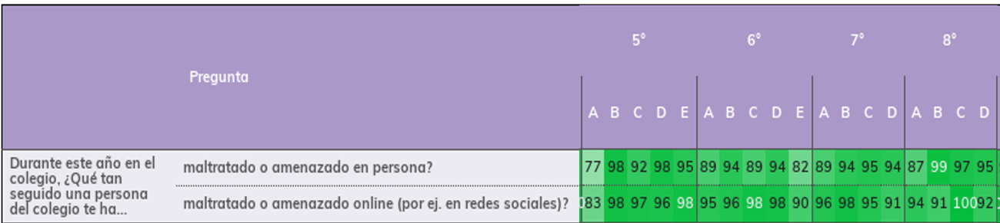 5° 6° 7° 8°
Pregunta
A B C D E A B C D E A B C D A B C D
Durante este año en el
colegio, ¿Qué tan
seguido una persona
del colegio te ha...
maltratado o amenazado en persona? 77 98 92 98 95 89 94 89 94 82 89 94 95 94 87 99 97 95
maltratado o amenazado online (por ej. en redes sociales)? 83 98 97 96 98 95 96 98 98 90 96 98 95 91 94 91 100 92